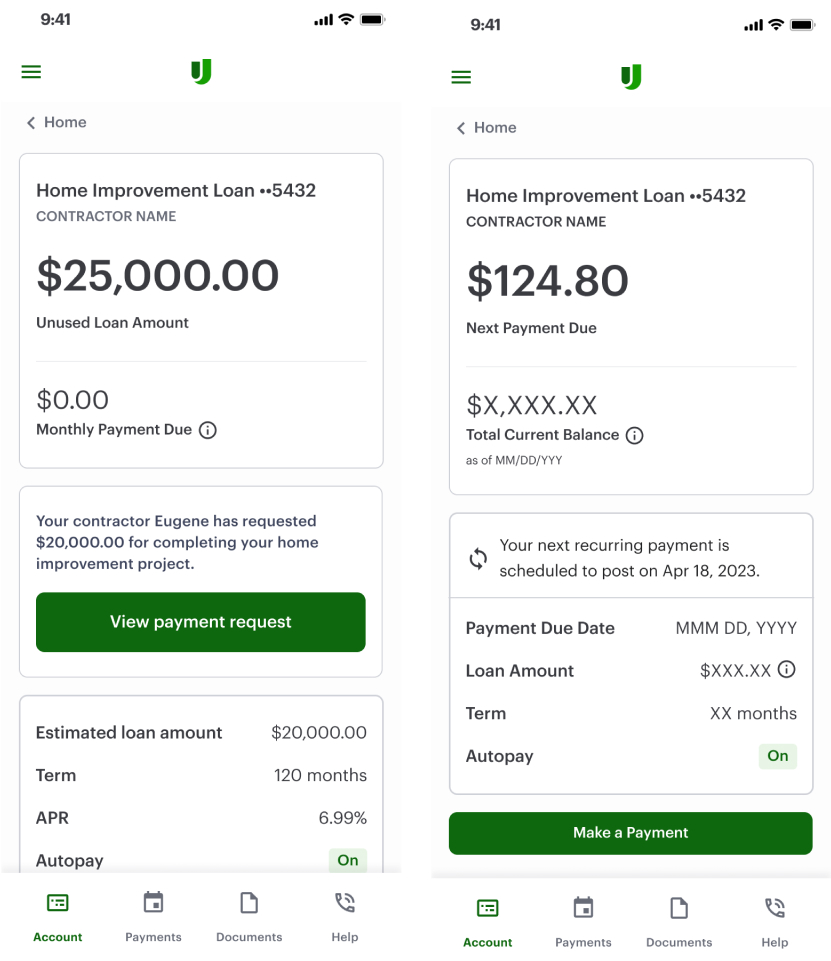 9:41
Home
Home Improvement Loan ••5432
CONTRACTOR NAME
$25,000.00
Unused Loan Amount
$0.00
Monthly Payment Due
Your contractor Eugene has requested
$20,000.00 for completing your home
improvement project.
View payment request
Estimated loan amount $20,000.00
Term 120 months
APR 6.99%
Autopay On
Account Payments Documents Help
9:41
Home
Home Improvement Loan ••5432
CONTRACTOR NAME
$124.80
Next Payment Due
$X,XXX.XX
Total Current Balance
as of MM/DD/YYY
Your next recurring payment is
scheduled to post on Apr 18, 2023.
Payment Due Date MMM DD, YYYY
Loan Amount $XXX.XX
Term XX months
Autopay On
Make a Payment
Account Payments Documents Help